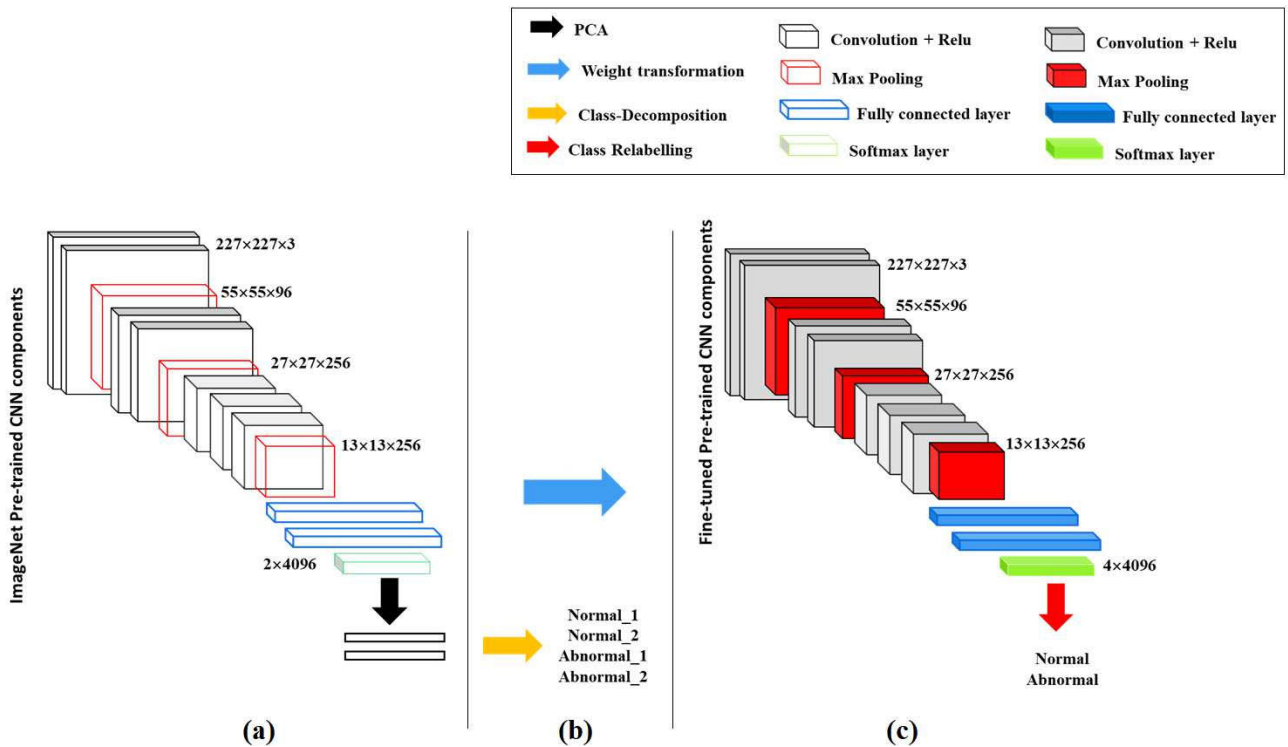 PCA
Weight transformation
Class-Decomposition
Class Relabelling
Convolution + Relu
Max Pooling
Fully connected layer
Softmax layer
Convolution + Relu
Max Pooling
Fully connected layer
Softmax layer
ImageNet Pre-trained CNN components
227×227×3
55×55×96
27×27×256
13×13×256
2×4096
Normal_1
Normal_2
Abnormal_1
Abnormal_2
Fine-tuned Pre-trained CNN components
227×227×3
55×55×96
27×27×256
13×13×256
4×4096
Normal
Abnormal
(a)
(b)
(c)